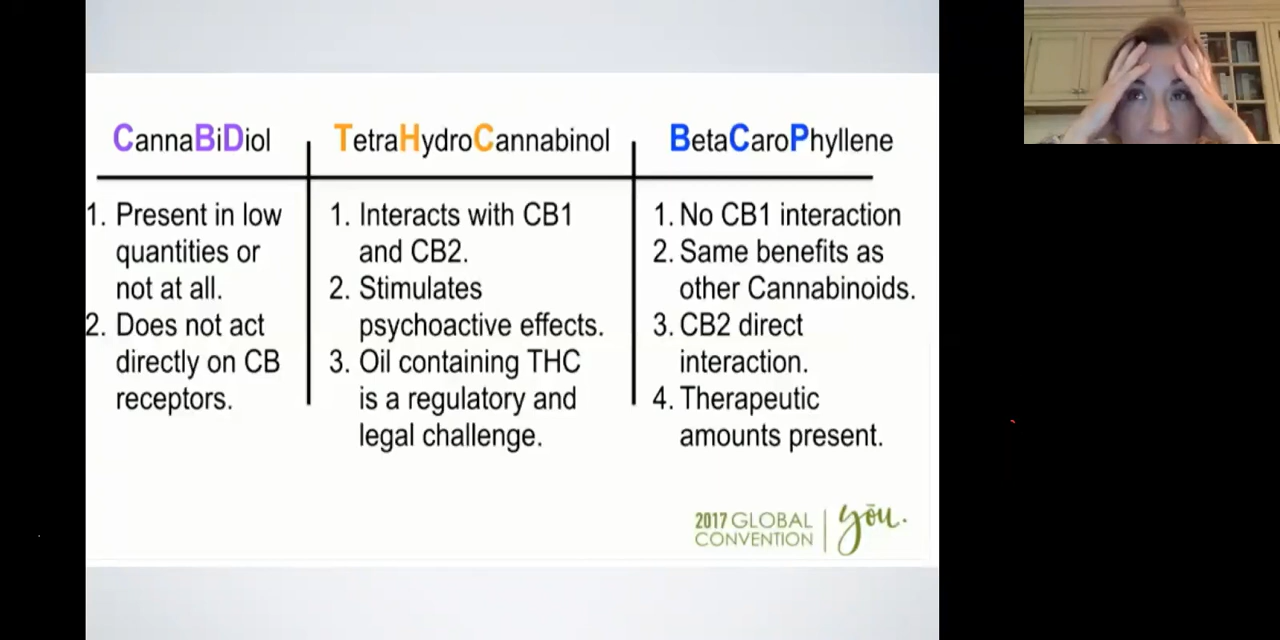 CannaBiDiol
1. Present in low
quantities or
not at all.
2. Does not act
directly on CB
receptors.
TetraHydroCannabinol
1. Interacts with CB1
and CB2.
2. Stimulates
psychoactive effects.
3. Oil containing THC
is a regulatory and
legal challenge.
BetaCaroPhyllene
1. No CB1 interaction
2. Same benefits as
other Cannabinoids.
3. CB2 direct
interaction.
4. Therapeutic
amounts present.
2017 GLOBAL
CONVENTION
yōu.